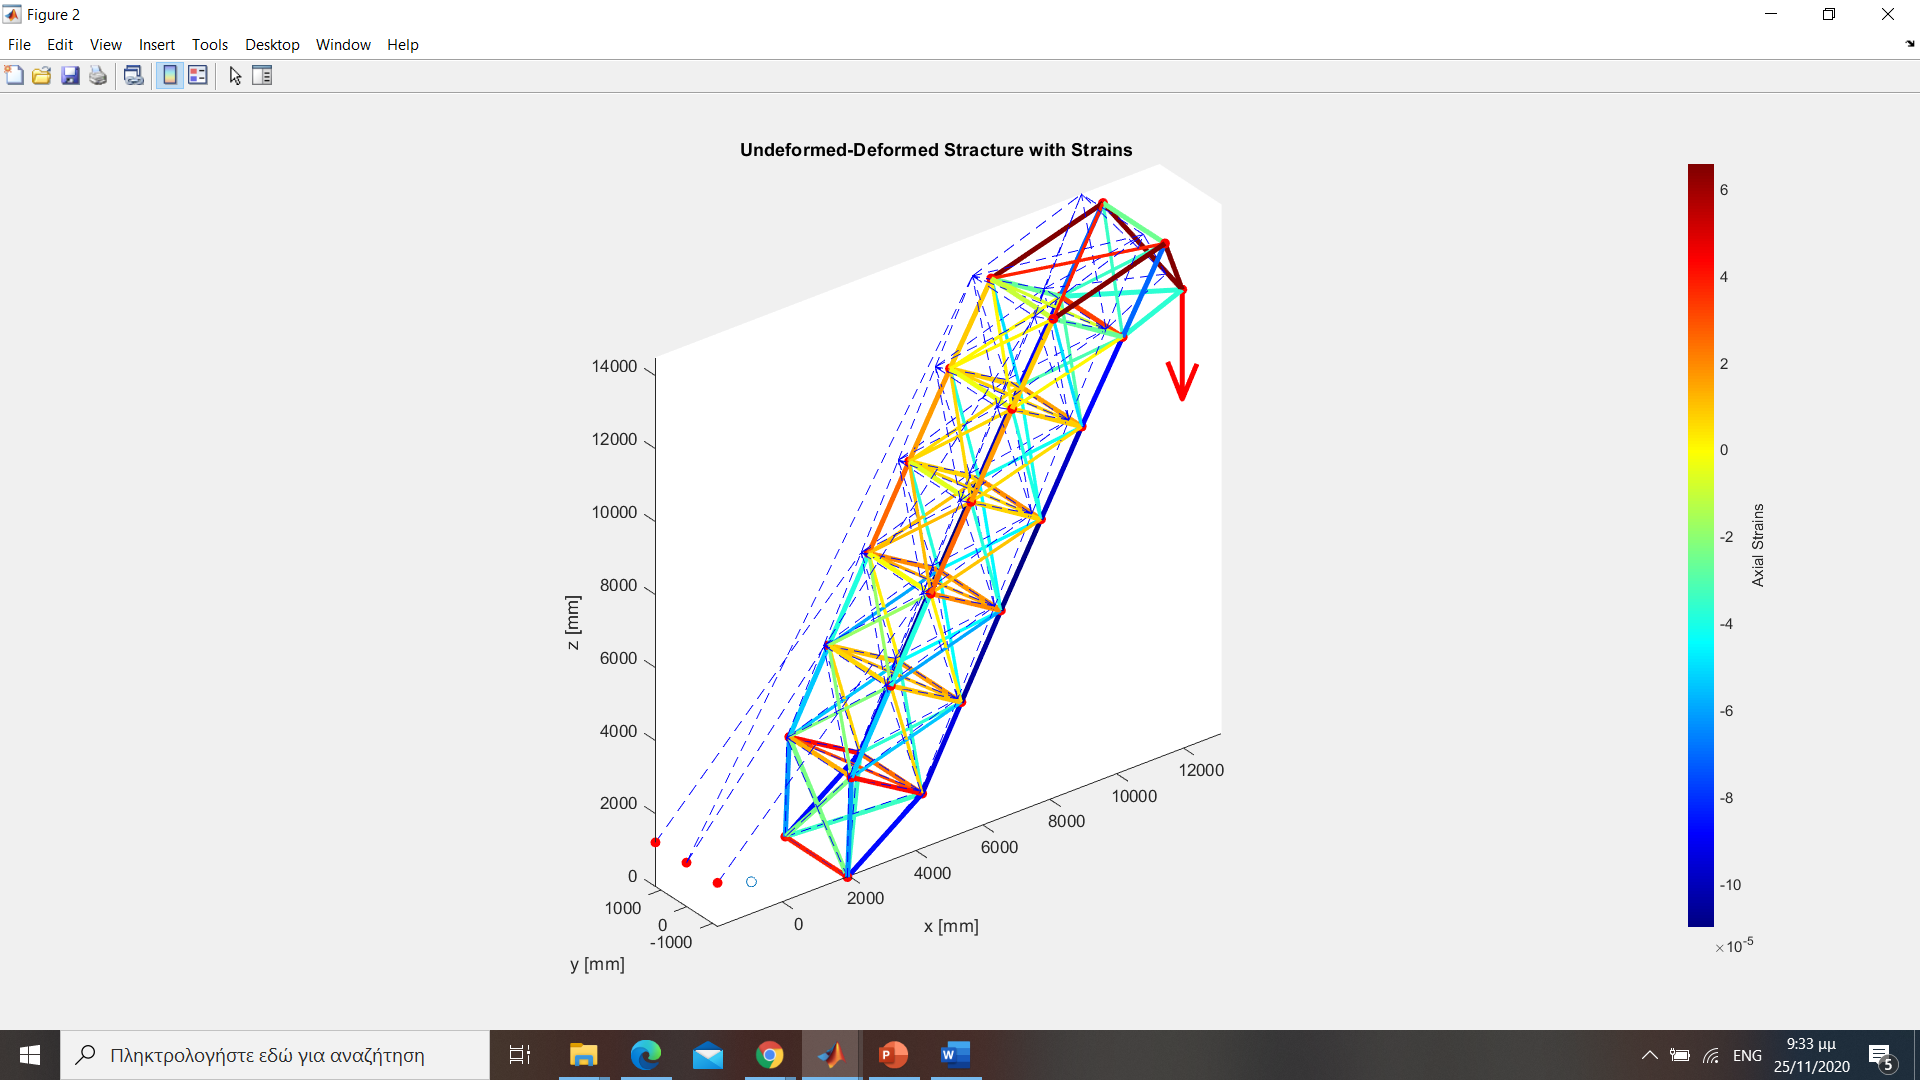 Figure 2
File Edit View Insert Tools Desktop Window Help
Undeformed-Deformed Stracture with Strains
14000
12000
10000
8000
6000
4000
2000
0
z [mm]
1000
0
-1000
y [mm]
0
2000
4000
6000
8000
10000
12000
x [mm]
6
4
2
0
-2
-4
-6
-8
-10
×10-5
Axial Strains
Πληκτρολογήστε εδώ για αναζήτηση
P
W
ENG
9:33 μμ
25/11/2020
5